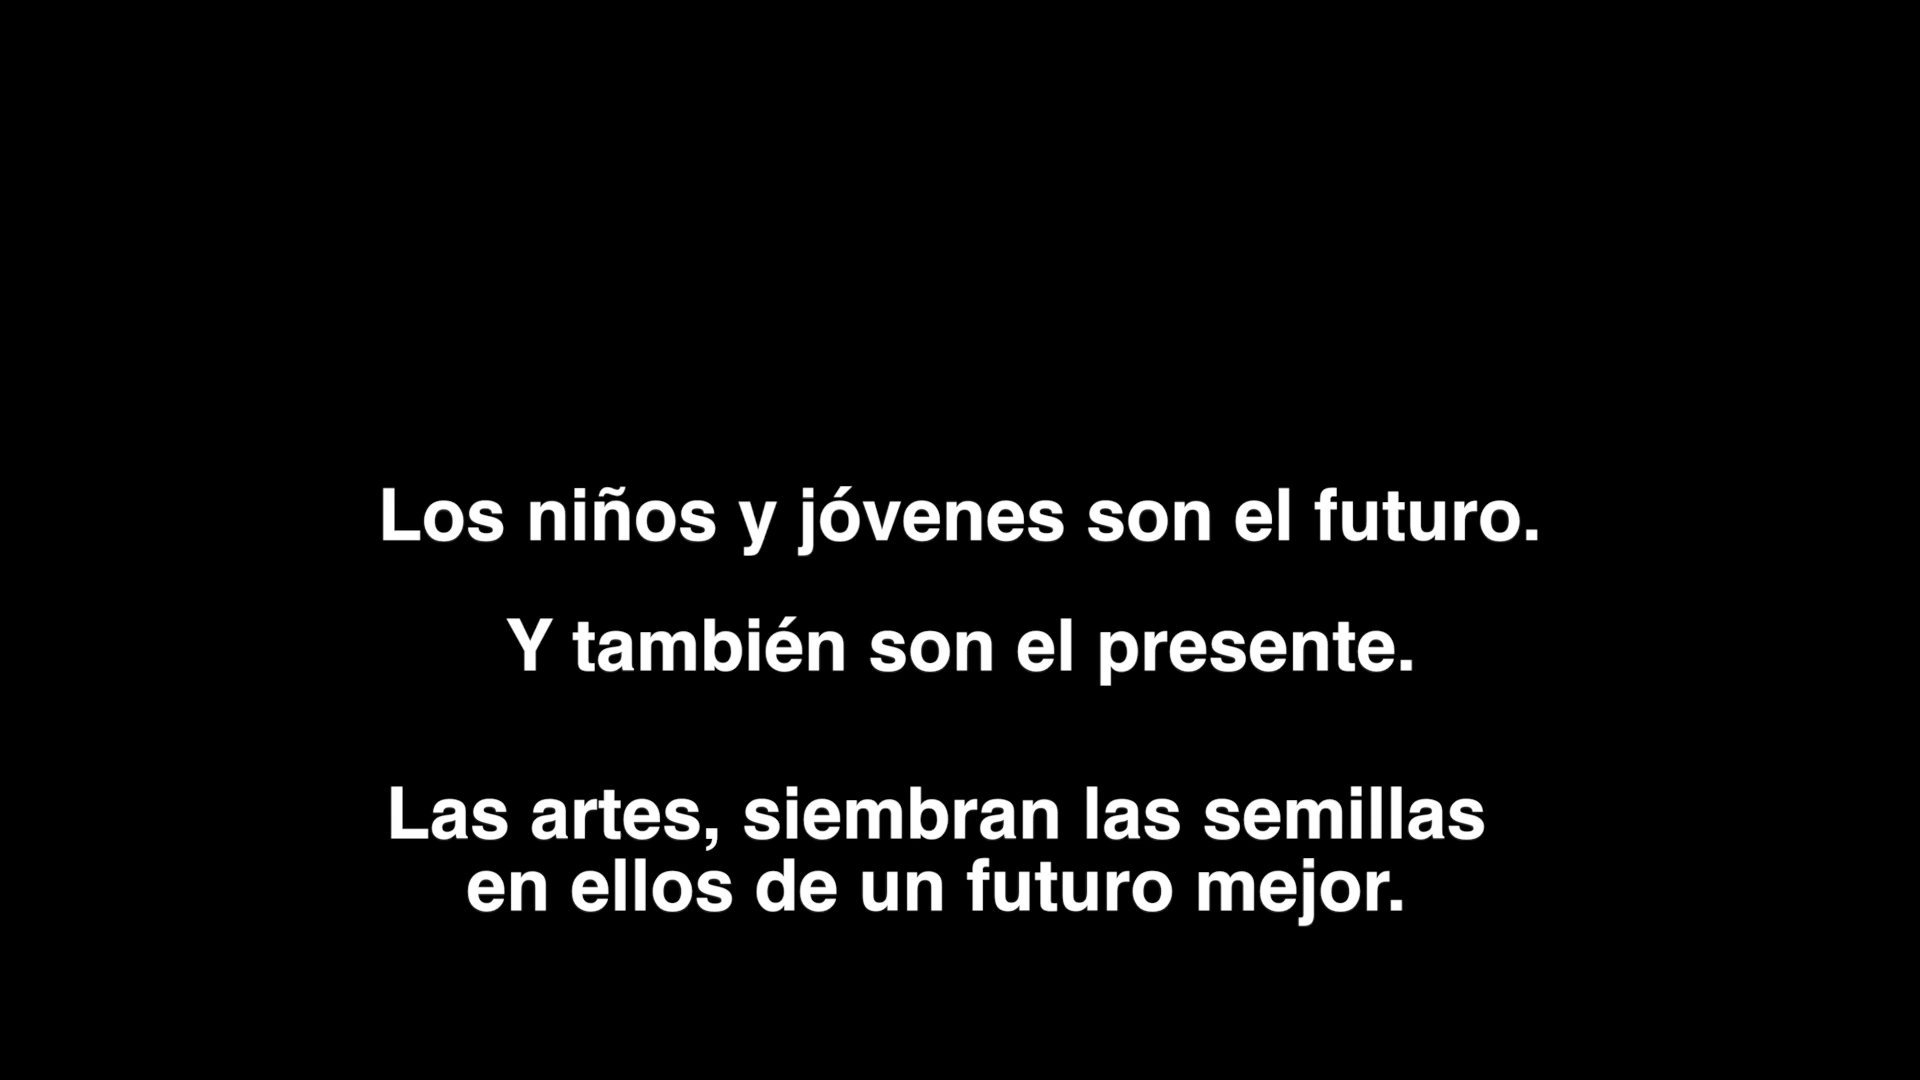 Los niños y jóvenes son el futuro.
Y también son el presente.
Las artes, siembran las semillas
en ellos de un futuro mejor.